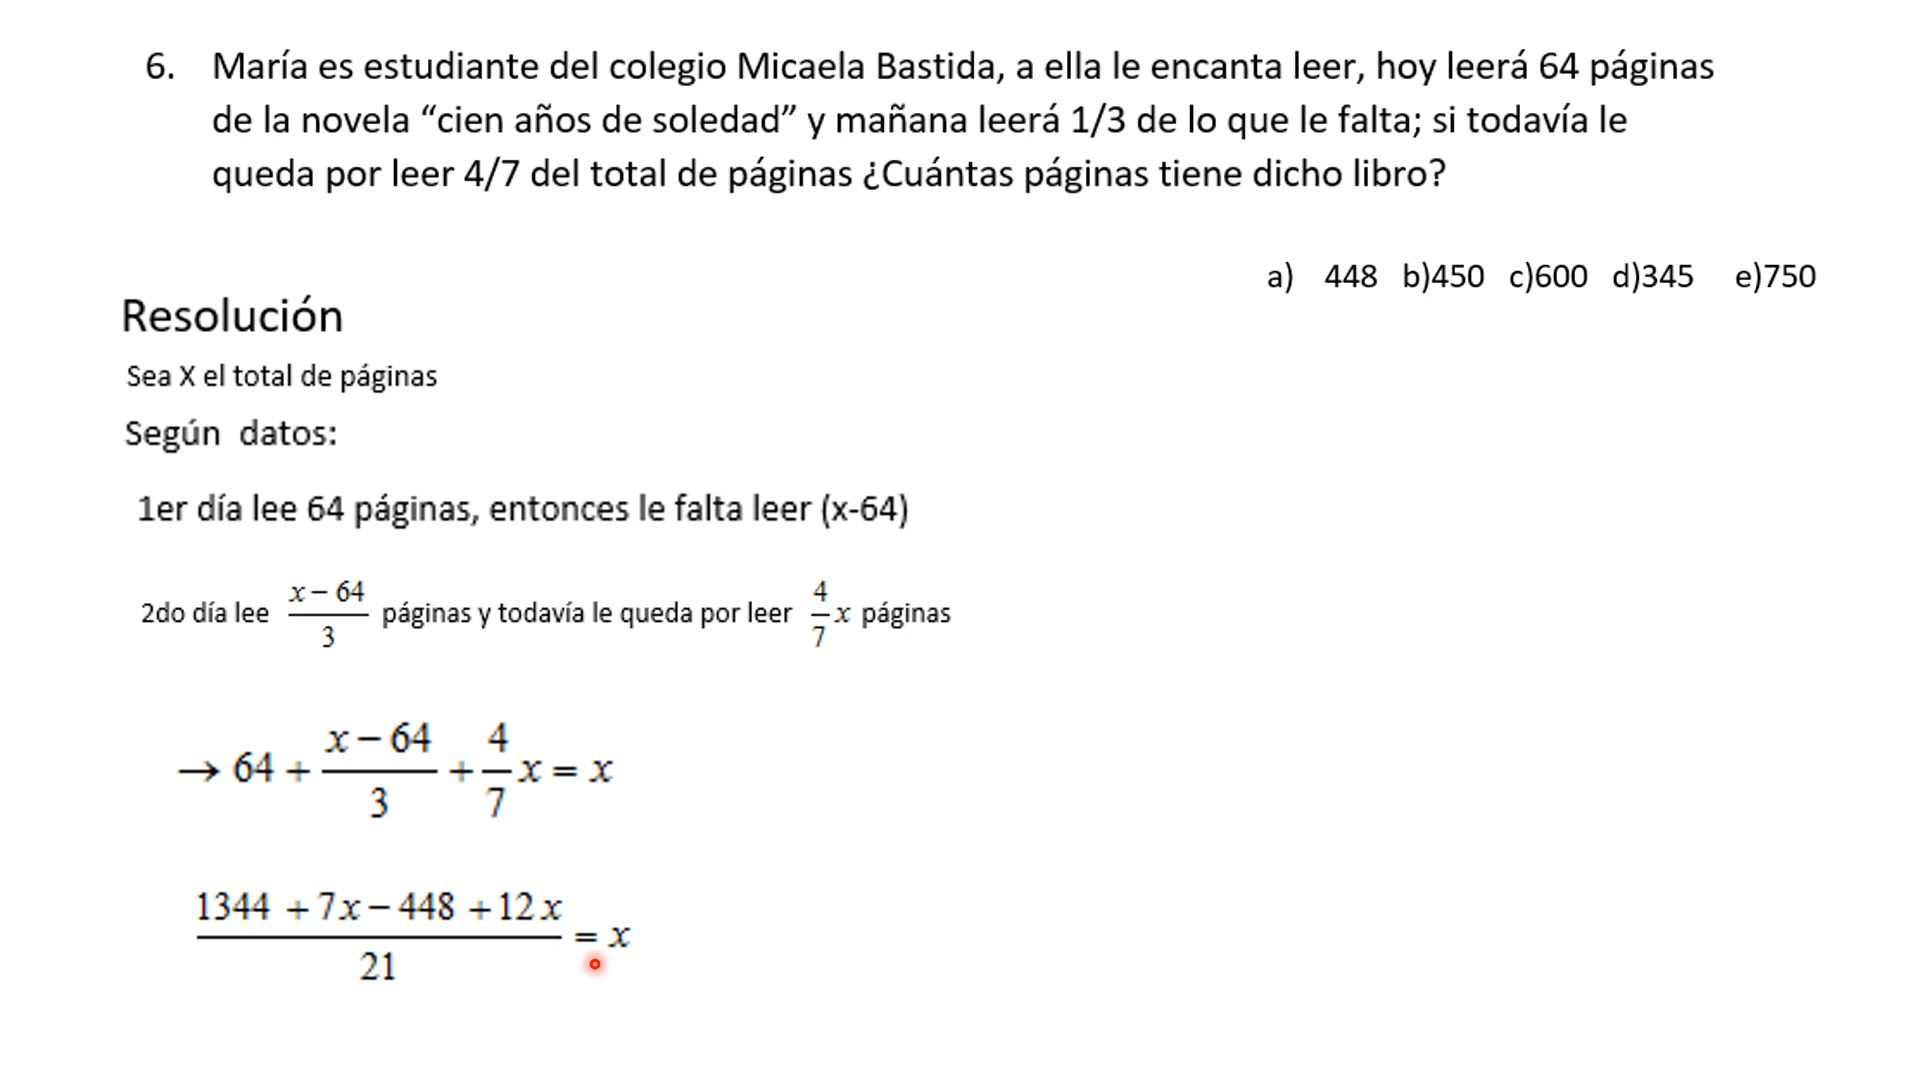 6. María es estudiante del colegio Micaela Bastida, a ella le encanta leer, hoy leerá 64 páginas
de la novela “cien años de soledad” y mañana leerá 1/3 de lo que le falta; si todavía le
queda por leer 4/7 del total de páginas ¿Cuántas páginas tiene dicho libro?
a) 448 b)450 c)600 d)345 e)750
Resolución
Sea X el total de páginas
Según datos:
1er día lee 64 páginas, entonces le falta leer (x-64)
2do día lee (x − 64)/3 páginas y todavía le queda por leer 4/7 x páginas
→ 64 + (x − 64)/3 + 4/7 x = x
(1344 + 7x − 448 + 12x)/21 = x